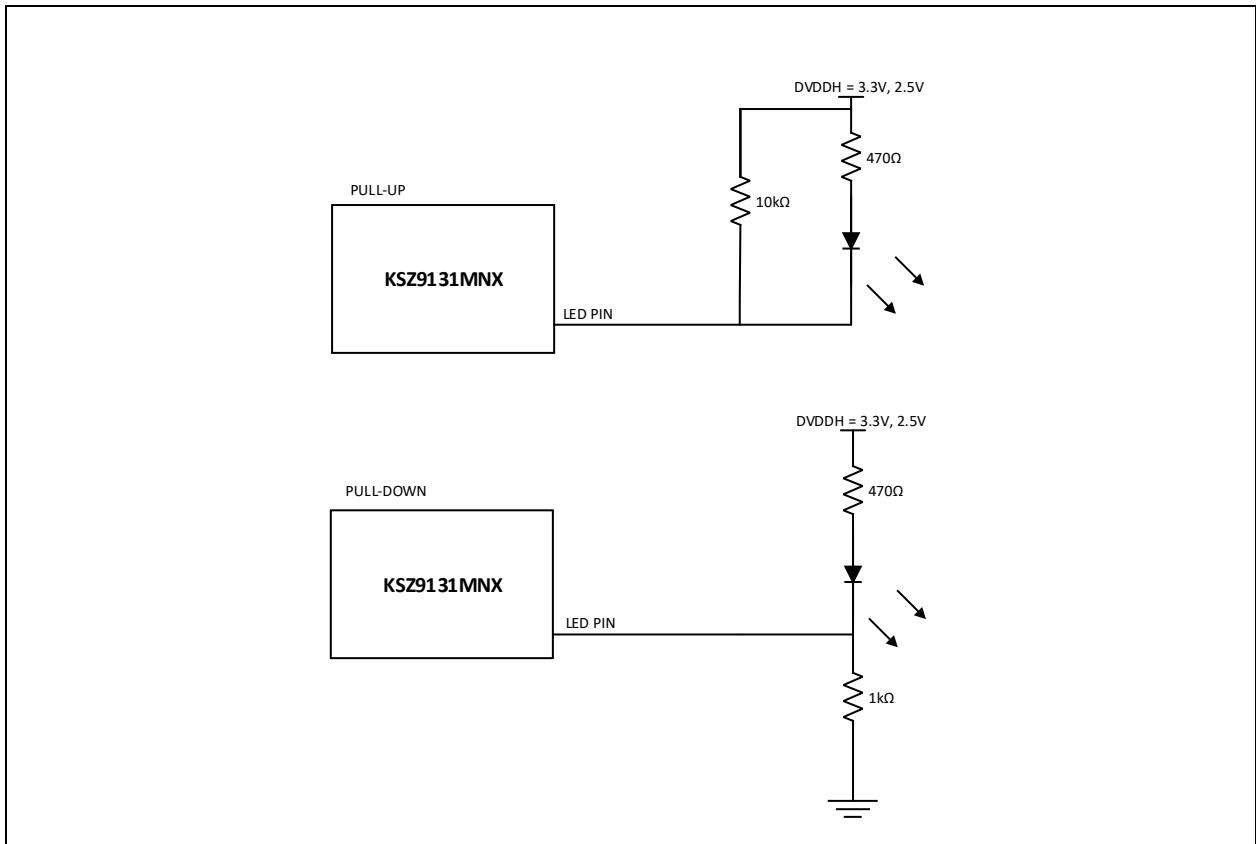 DVDDH = 3.3V, 2.5V
470Ω
PULL-UP
10kΩ
KSZ9131MNX
LED PIN
DVDDH = 3.3V, 2.5V
470Ω
PULL-DOWN
KSZ9131MNX
LED PIN
1kΩ